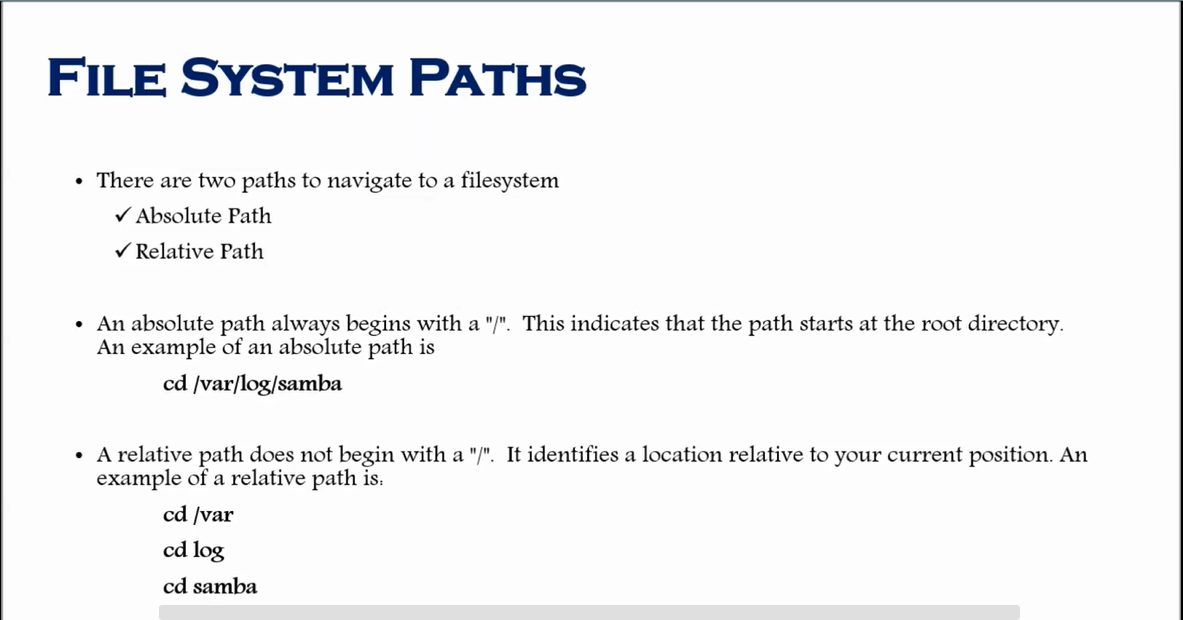 FILE SYSTEM PATHS
• There are two paths to navigate to a filesystem
✓ Absolute Path
✓ Relative Path
• An absolute path always begins with a "/". This indicates that the path starts at the root directory.
An example of an absolute path is
cd /var/log/samba
• A relative path does not begin with a "/". It identifies a location relative to your current position. An
example of a relative path is:
cd /var
cd log
cd samba